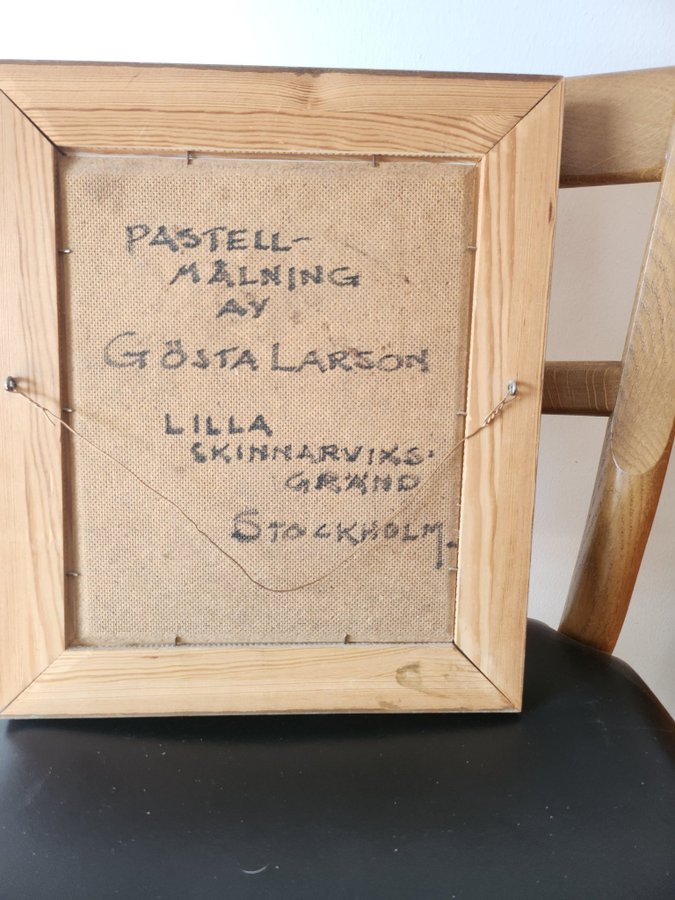 PASTELL-
MÅLNING
AV
GÖSTA LARSON
LILLA
SKINNARVIKS-
GRÄND
STOCKHOLM.